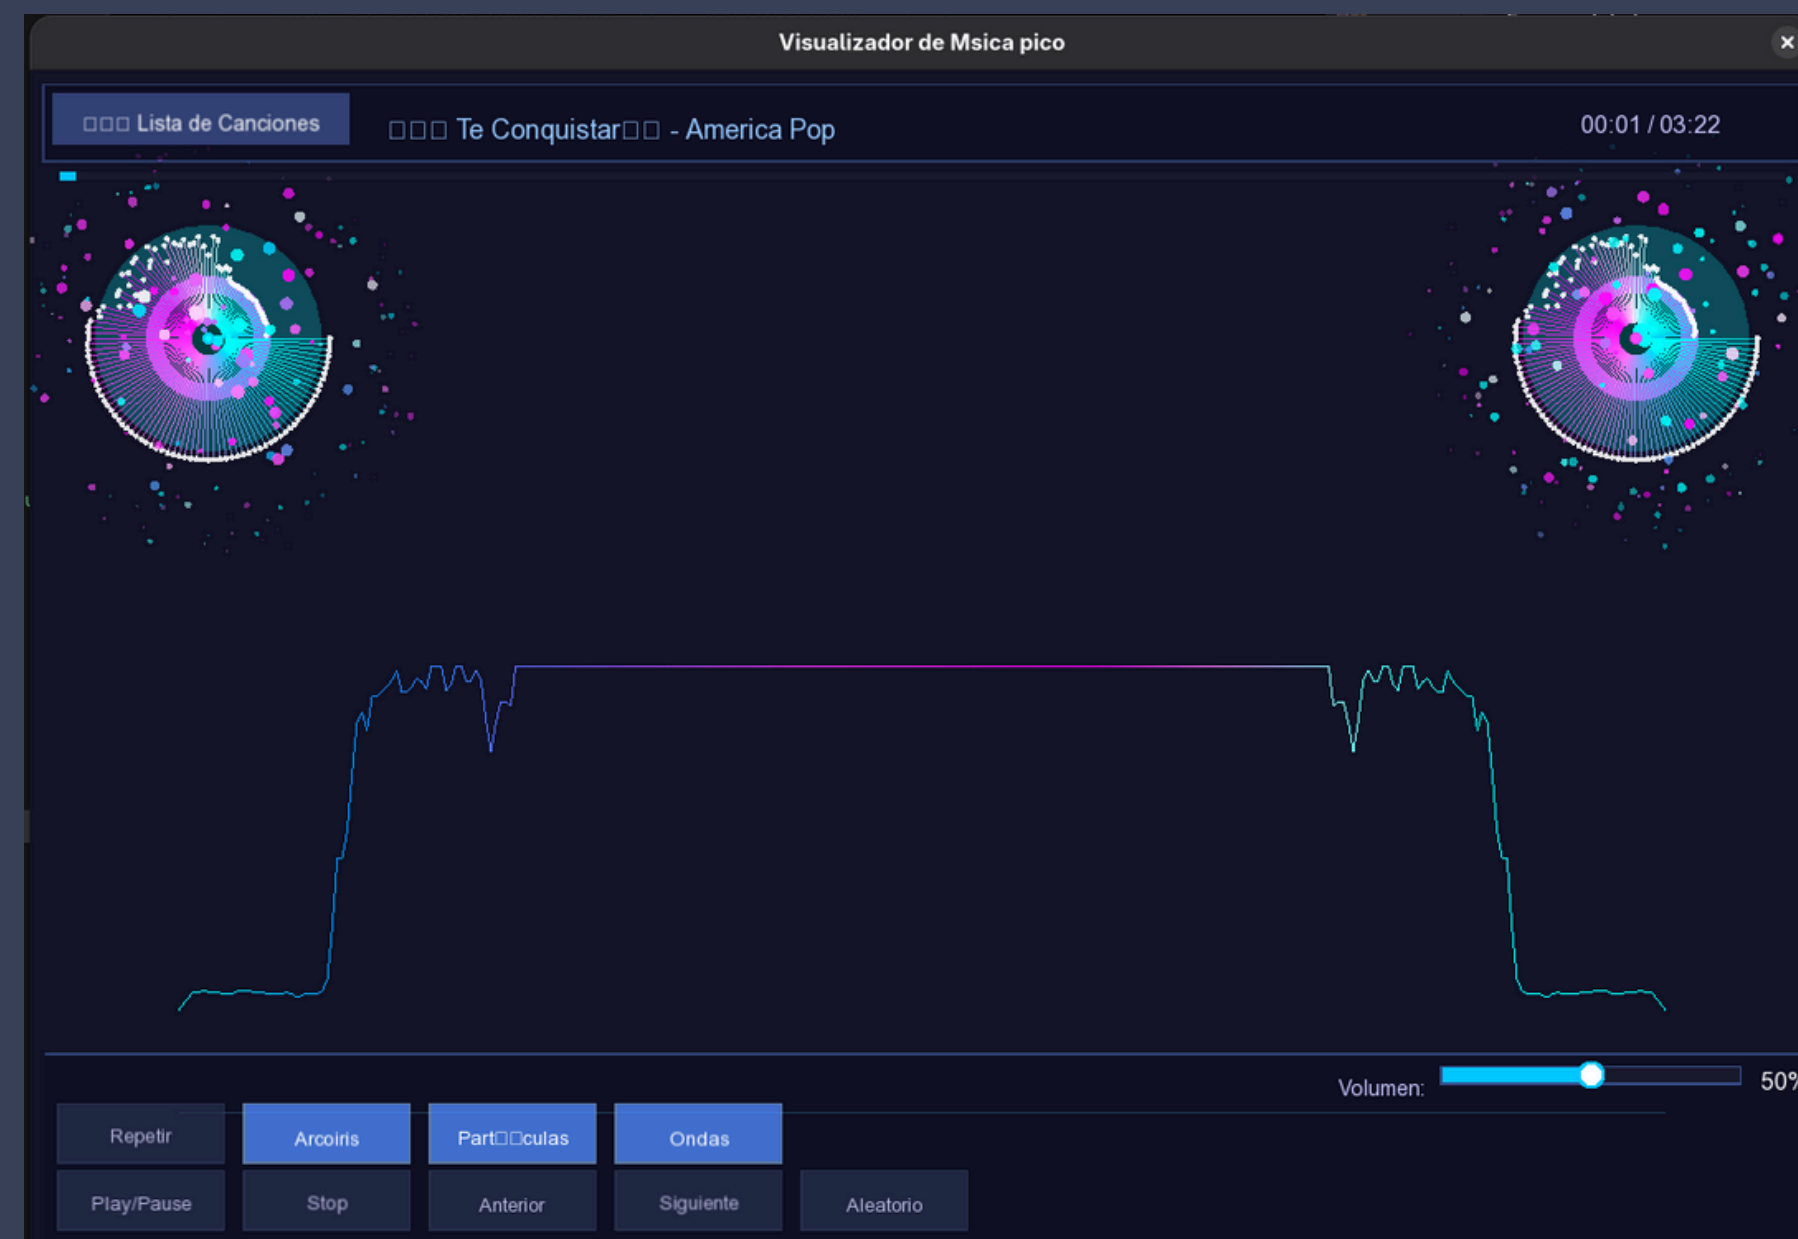 Visualizador de Msica pico
□□□ Lista de Canciones
□□□ Te Conquistar□□ - America Pop
00:01 / 03:22
Volumen:
50%
Repetir
Arcoiris
Part□□culas
Ondas
Play/Pause
Stop
Anterior
Siguiente
Aleatorio